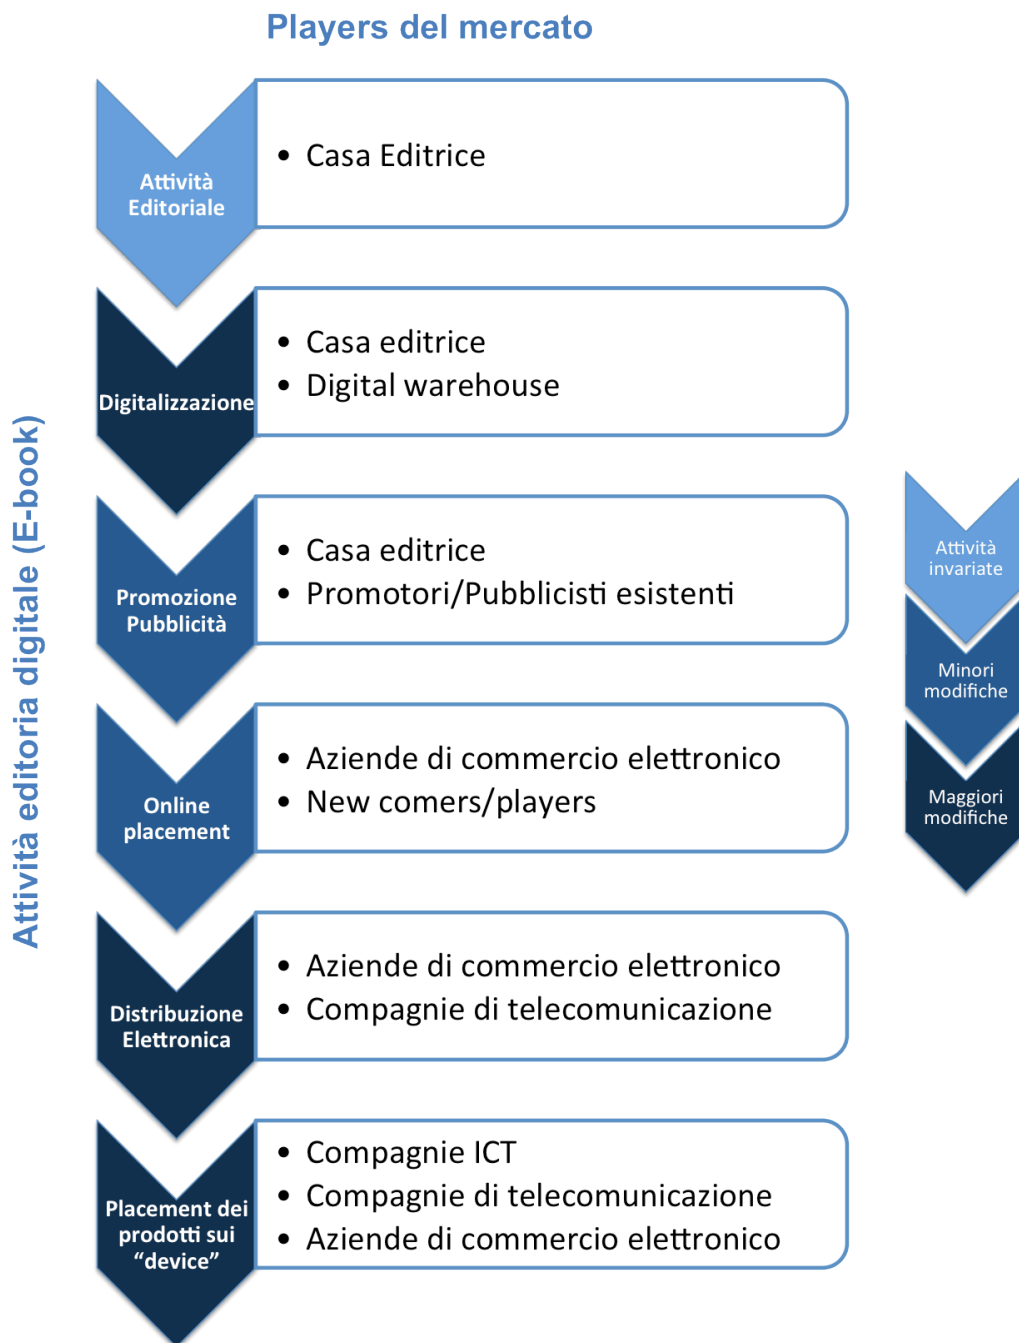 Players del mercato
Attività editoria digitale (E-book)
Attività
Editoriale
• Casa Editrice
Digitalizzazione
• Casa editrice
• Digital warehouse
Promozione
Pubblicità
• Casa editrice
• Promotori/Pubblicisti esistenti
Online
placement
• Aziende di commercio elettronico
• New comers/players
Distribuzione
Elettronica
• Aziende di commercio elettronico
• Compagnie di telecomunicazione
Placement dei
prodotti sui
“device”
• Compagnie ICT
• Compagnie di telecomunicazione
• Aziende di commercio elettronico
Attività
invariate
Minori
modifiche
Maggiori
modifiche